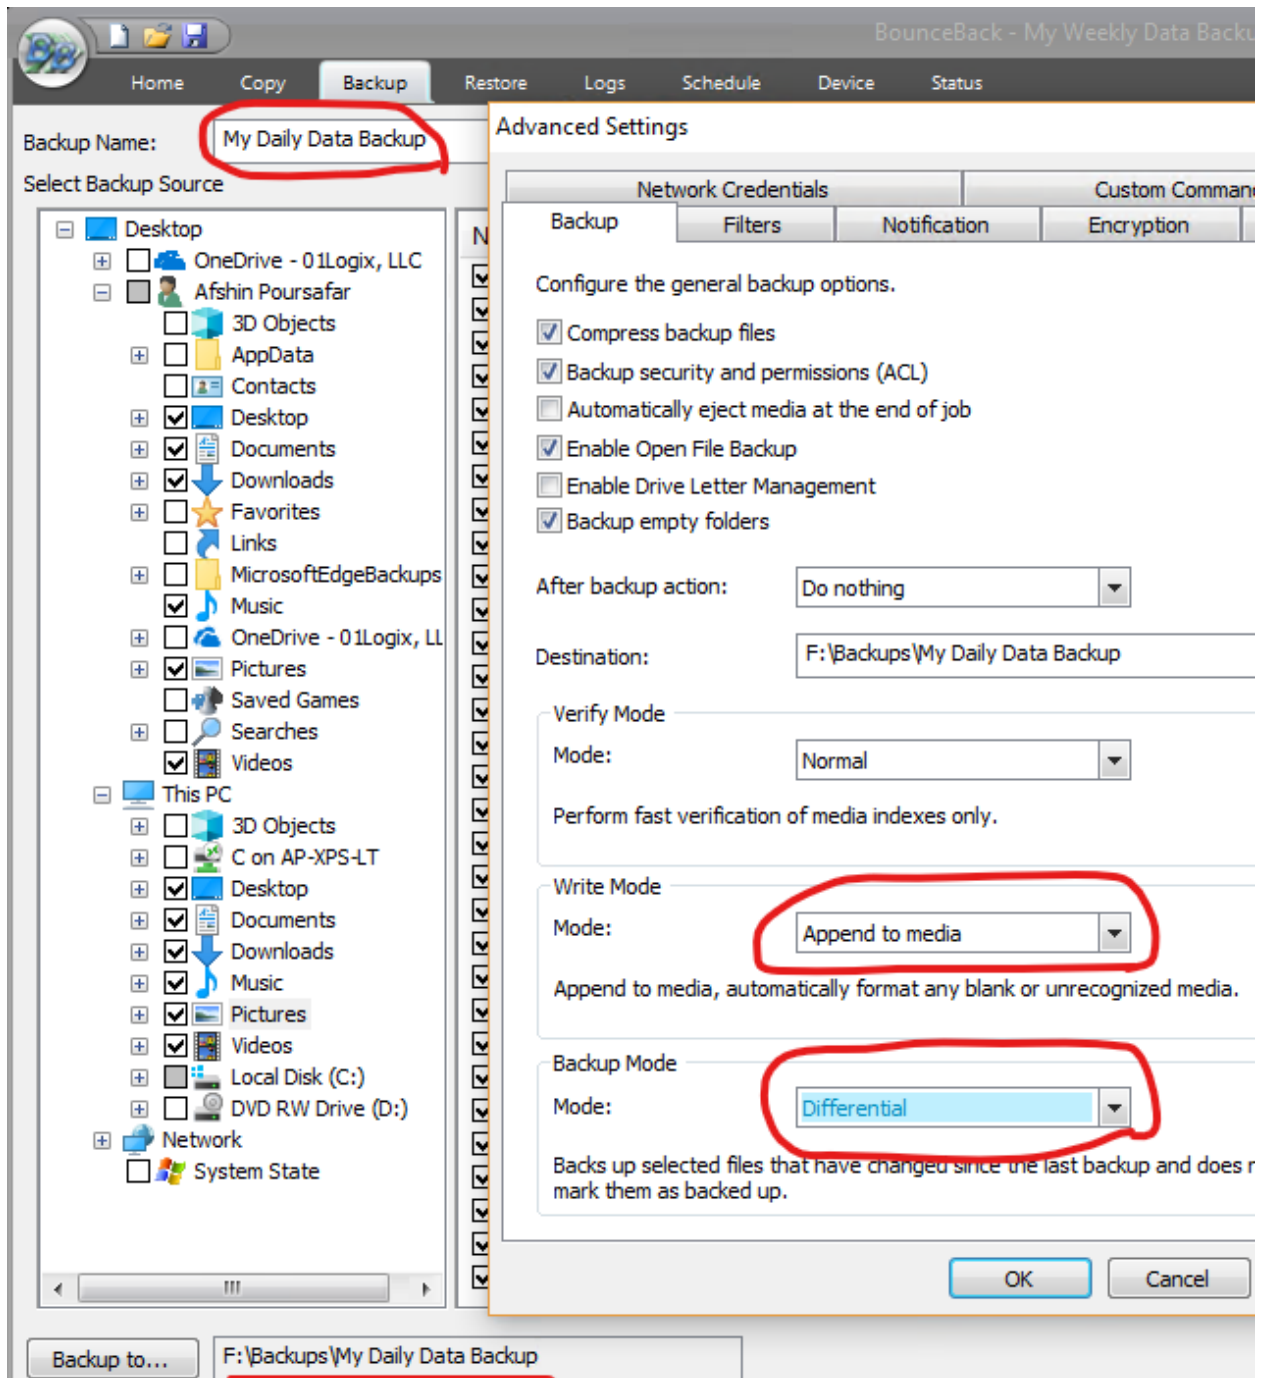 BounceBack - My Weekly Data Backu
Home Copy Backup Restore Logs Schedule Device Status
Backup Name: My Daily Data Backup
Select Backup Source
Desktop
OneDrive - 01Logix, LLC
Afshin Poursafar
3D Objects
AppData
Contacts
Desktop
Documents
Downloads
Favorites
Links
MicrosoftEdgeBackups
Music
OneDrive - 01Logix, LL
Pictures
Saved Games
Searches
Videos
This PC
3D Objects
C on AP-XPS-LT
Desktop
Documents
Downloads
Music
Pictures
Videos
Local Disk (C:)
DVD RW Drive (D:)
Network
System State
N
Backup to... F:\Backups\My Daily Data Backup
Advanced Settings
Network Credentials Custom Comman
Backup Filters Notification Encryption
Configure the general backup options.
Compress backup files
Backup security and permissions (ACL)
Automatically eject media at the end of job
Enable Open File Backup
Enable Drive Letter Management
Backup empty folders
After backup action: Do nothing
Destination: F:\Backups\My Daily Data Backup
Verify Mode
Mode: Normal
Perform fast verification of media indexes only.
Write Mode
Mode: Append to media
Append to media, automatically format any blank or unrecognized media.
Backup Mode
Mode: Differential
Backs up selected files that have changed since the last backup and does r
mark them as backed up.
OK Cancel